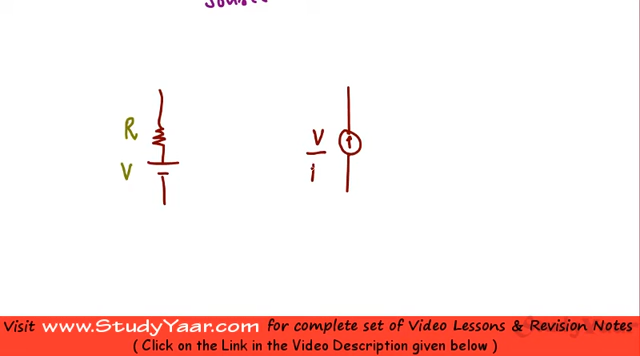 R
V
V
i
Visit www.StudyYaar.com for complete set of Video Lessons & Revision Notes
( Click on the Link in the Video Description given below )